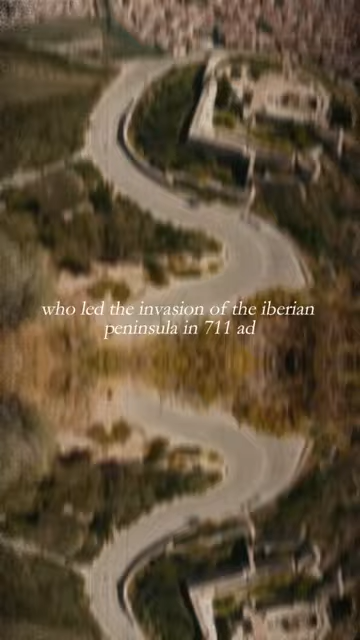 who led the invasion of the iberian
peninsula in 711 ad